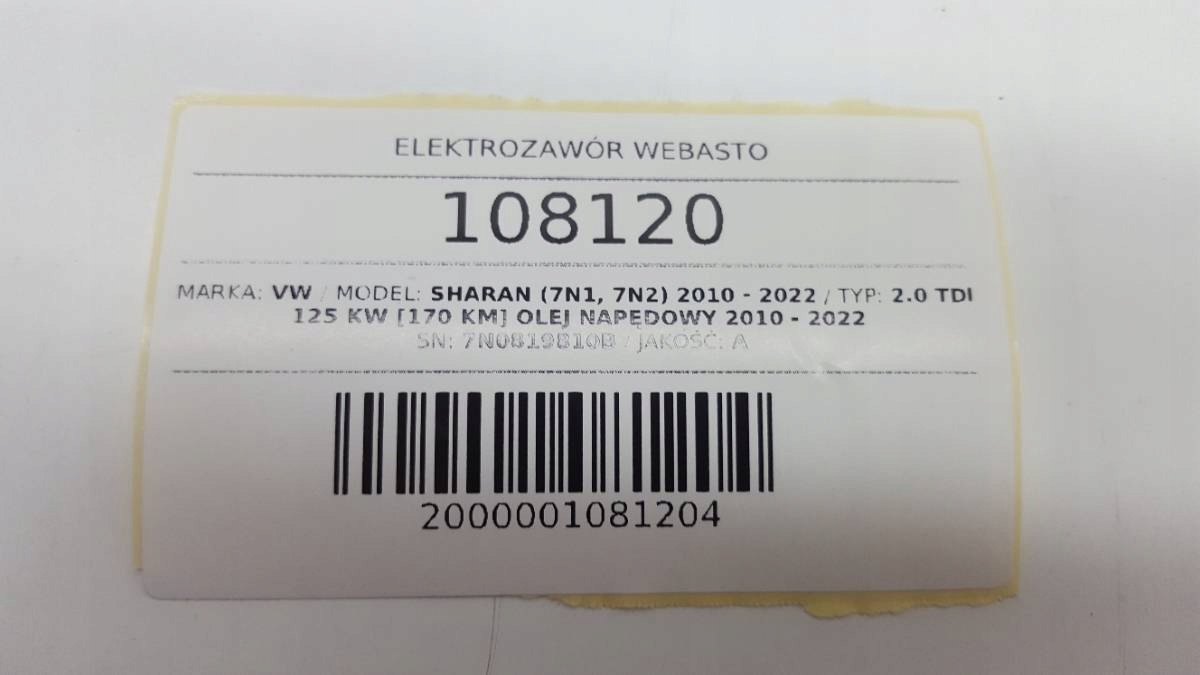 ELEKTROZAWÓR WEBASTO
108120
MARKA: VW / MODEL: SHARAN (7N1, 7N2) 2010 - 2022 / TYP: 2.0 TDI
125 KW [170 KM] OLEJ NAPĘDOWY 2010 - 2022
SN: 7N0819810B / JAKOŚĆ: A
2000001081204